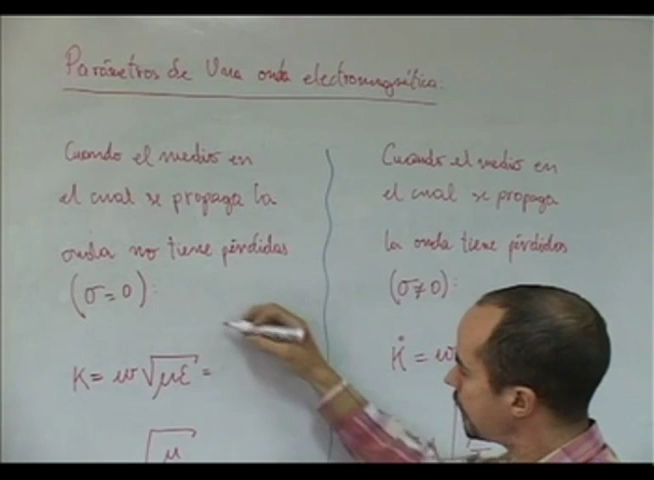 Parámetros de Una onda electromagnética:
Cuando el medio en
el cual se propaga la
onda no tiene pérdidas
(σ = 0):
K = w √με =
√μ
Cuando el medio en
el cual se propaga
la onda tiene pérdidas
(σ ≠ 0):
K̇ = w